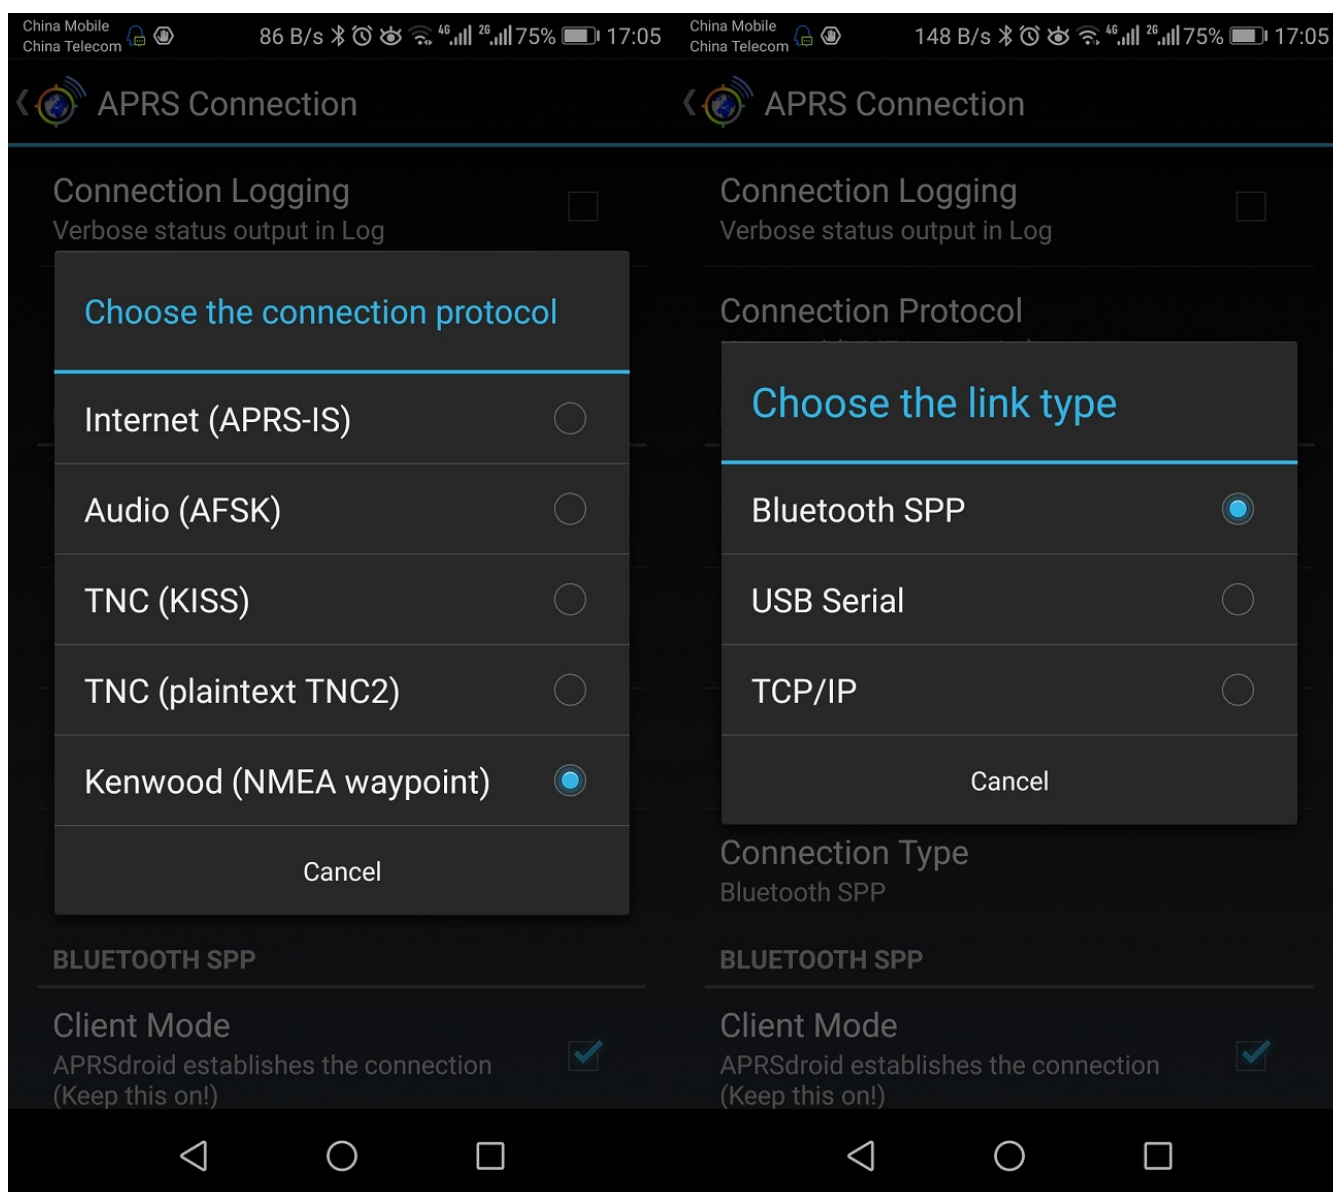 China Mobile
China Telecom
86 B/s 4G 2G 75% 17:05
APRS Connection
Connection Logging
Verbose status output in Log
Choose the connection protocol
Internet (APRS-IS)
Audio (AFSK)
TNC (KISS)
TNC (plaintext TNC2)
Kenwood (NMEA waypoint)
Cancel
BLUETOOTH SPP
Client Mode
APRSdroid establishes the connection
(Keep this on!)
China Mobile
China Telecom
148 B/s 4G 2G 75% 17:05
APRS Connection
Connection Logging
Verbose status output in Log
Connection Protocol
Choose the link type
Bluetooth SPP
USB Serial
TCP/IP
Cancel
Connection Type
Bluetooth SPP
BLUETOOTH SPP
Client Mode
APRSdroid establishes the connection
(Keep this on!)